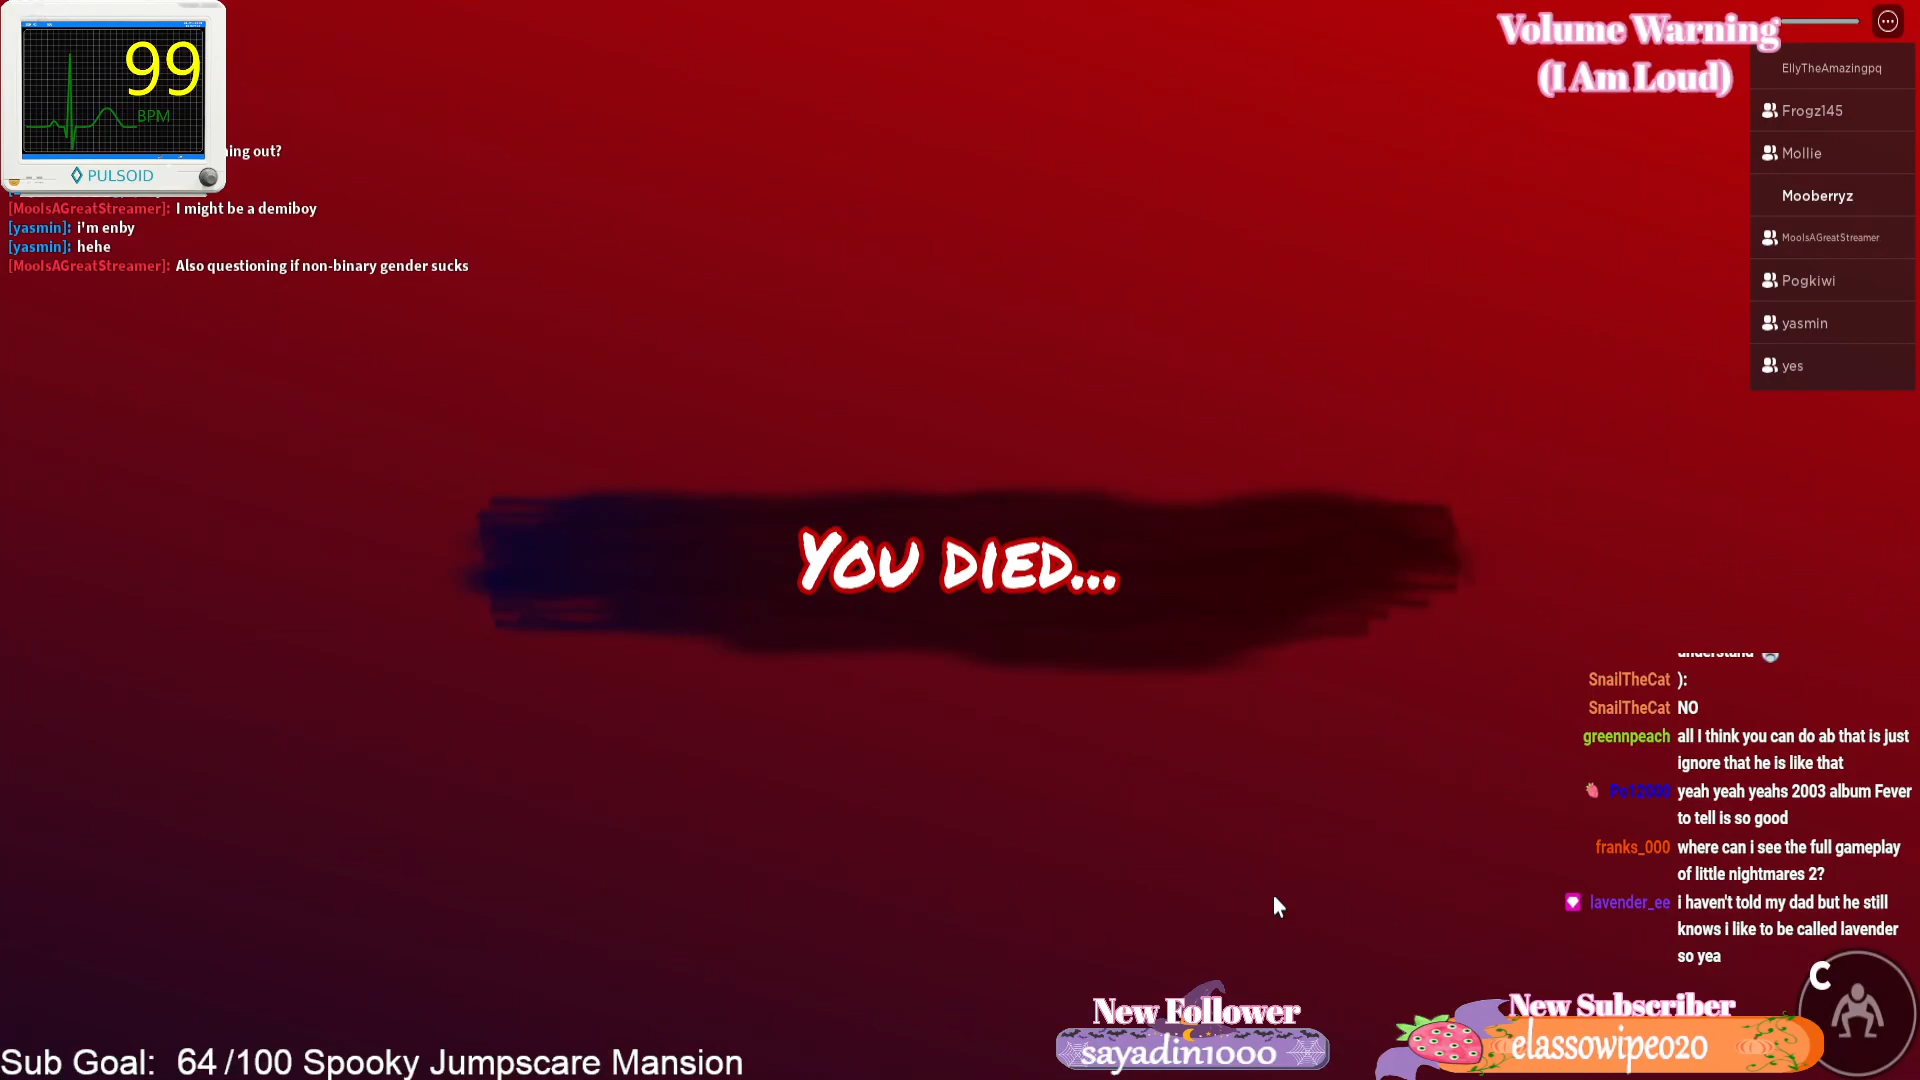 99
BPM
PULSOID
ning out?
[MooIsAGreatStreamer]: I might be a demiboy
[yasmin]: i'm enby
[yasmin]: hehe
[MooIsAGreatStreamer]: Also questioning if non-binary gender sucks
Volume Warning
(I Am Loud)
EllyTheAmazingpq
Frogz145
Mollie
Mooberryz
MooIsAGreatStreamer
Pogkiwi
yasmin
yes
You died...
understand
SnailTheCat ):
SnailTheCat NO
greennpeach all I think you can do ab that is just
ignore that he is like that
Po12000 yeah yeah yeahs 2003 album Fever
to tell is so good
franks_000 where can i see the full gameplay
of little nightmares 2?
lavender_ee i haven't told my dad but he still
knows i like to be called lavender
so yea
C
New Follower
sayadin1000
New Subscriber
elassowipe020
Sub Goal: 64 /100 Spooky Jumpscare Mansion